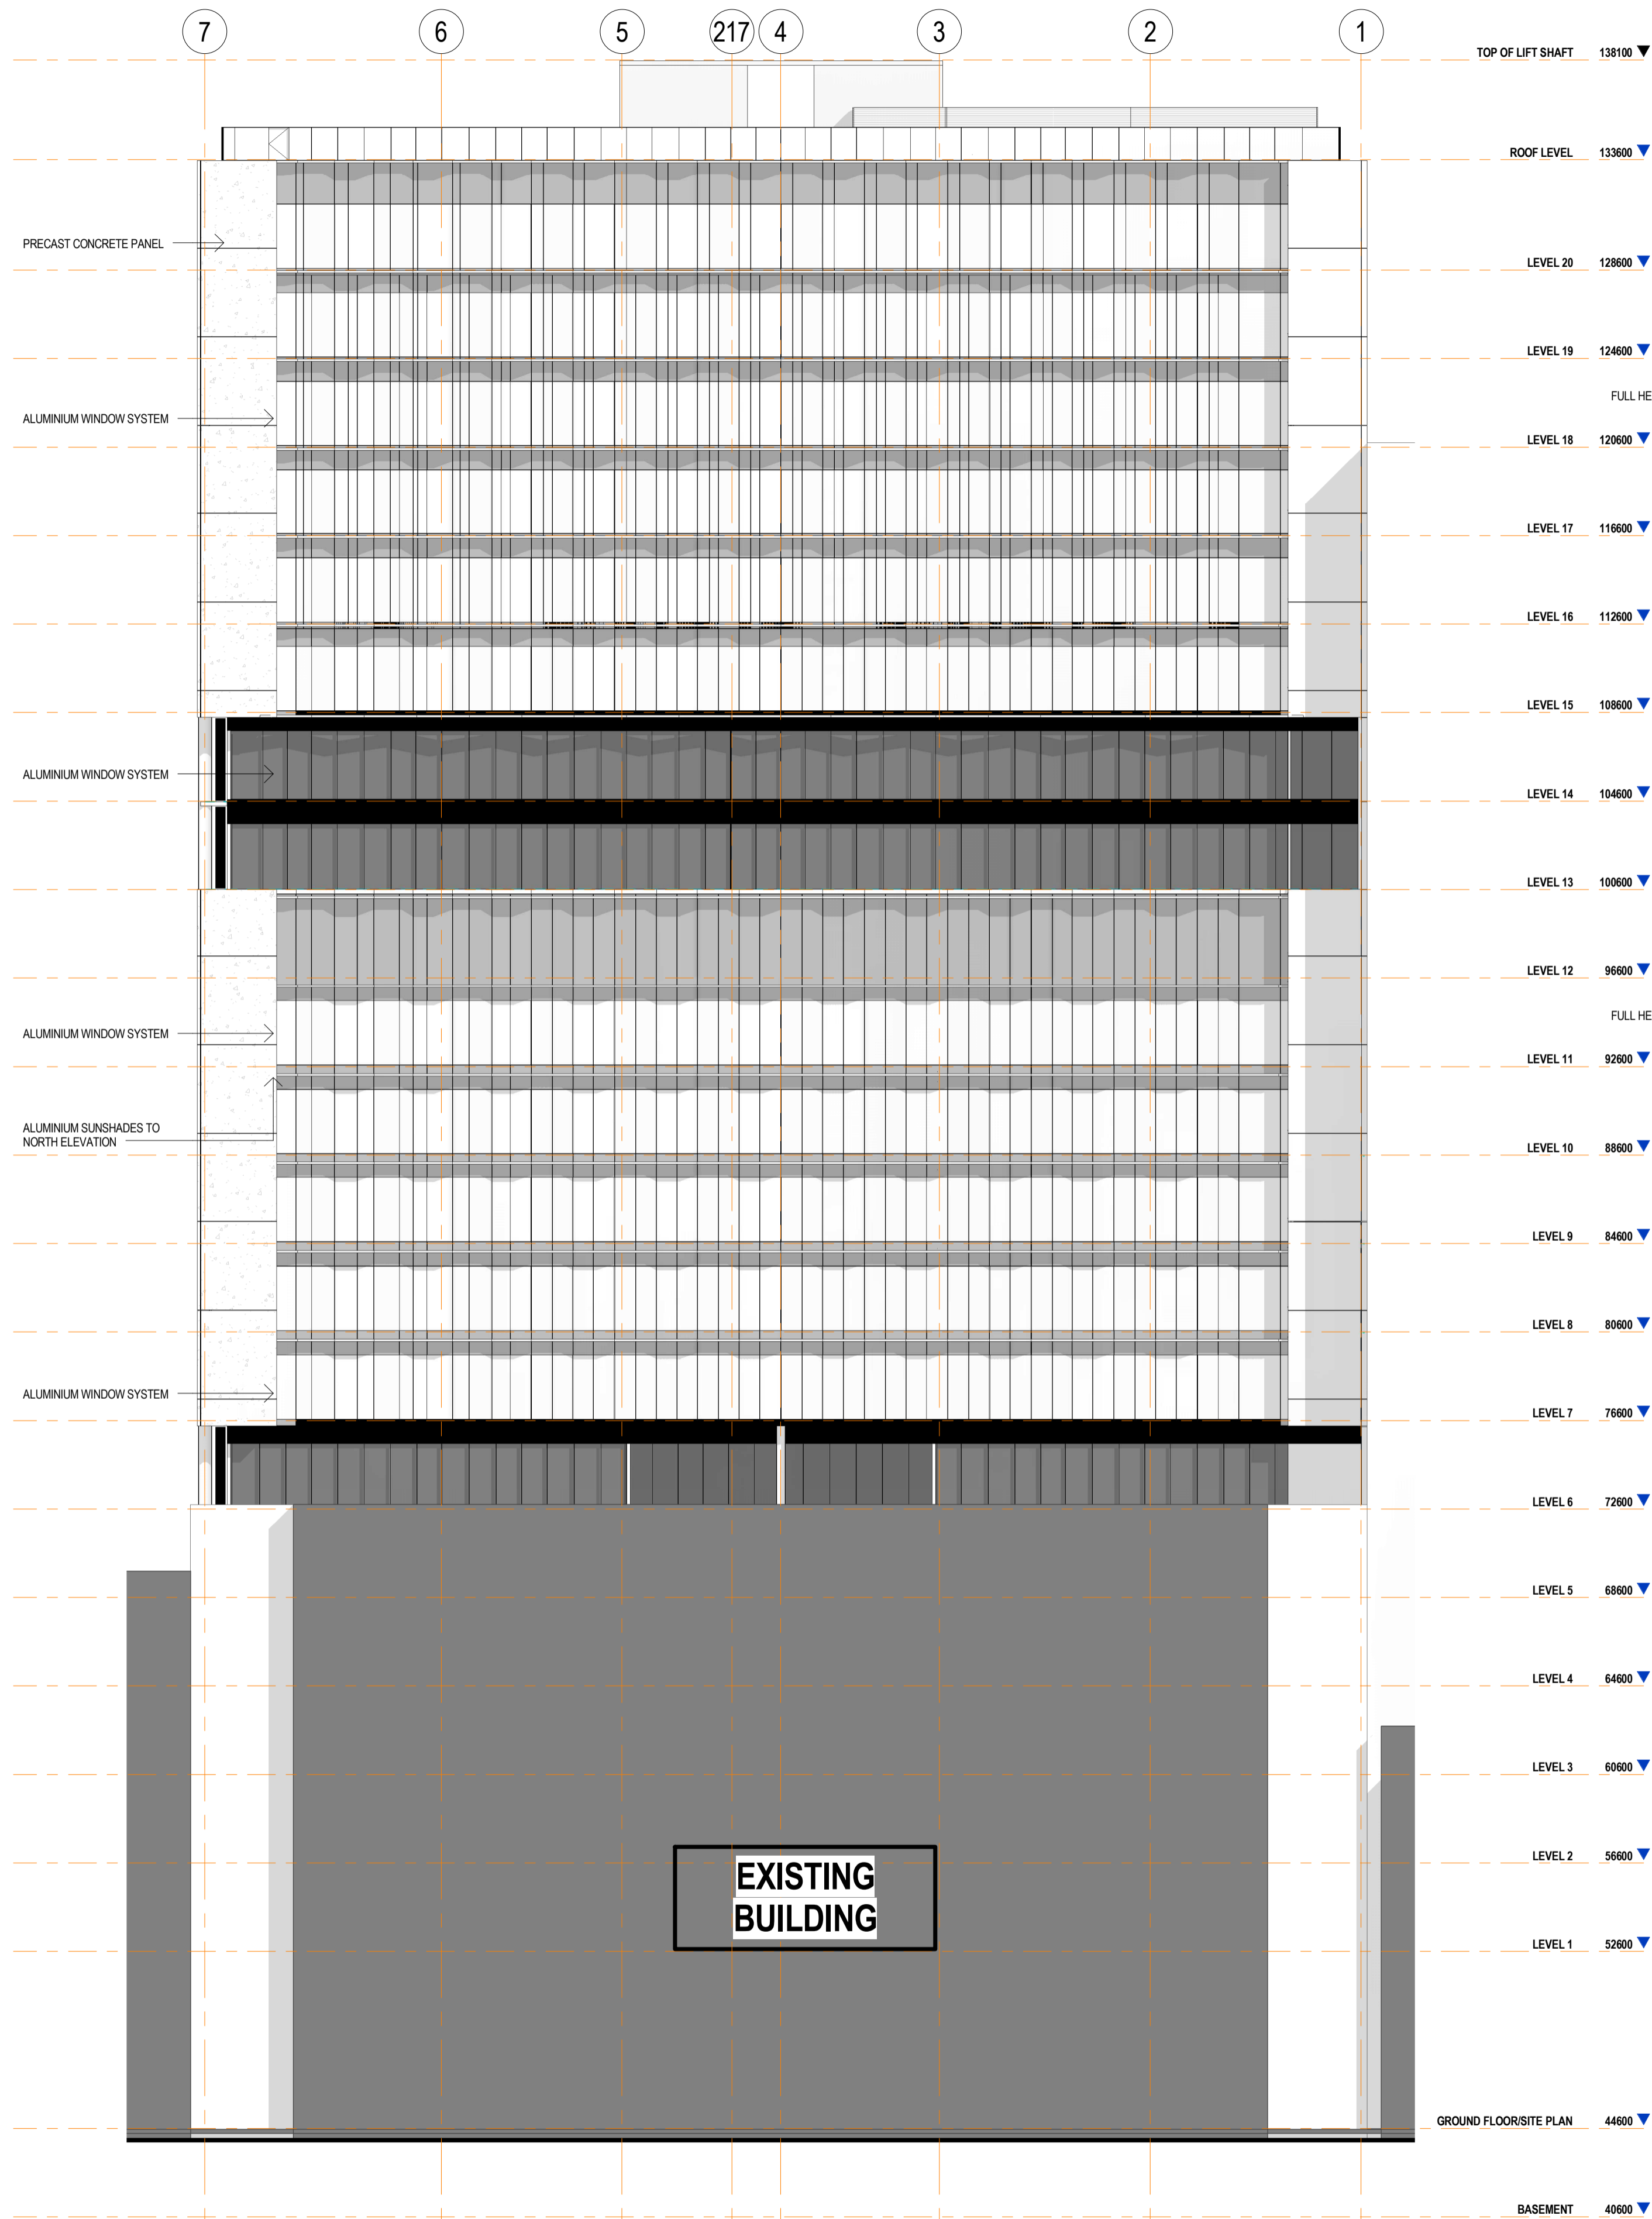 7 6 5 217 4 3 2 1
TOP OF LIFT SHAFT 138100
ROOF LEVEL 133600
PRECAST CONCRETE PANEL
LEVEL 20 128600
LEVEL 19 124600
FULL HE
ALUMINIUM WINDOW SYSTEM
LEVEL 18 120600
LEVEL 17 116600
LEVEL 16 112600
LEVEL 15 108600
ALUMINIUM WINDOW SYSTEM
LEVEL 14 104600
LEVEL 13 100600
LEVEL 12 96600
FULL HE
ALUMINIUM WINDOW SYSTEM
LEVEL 11 92600
ALUMINIUM SUNSHADES TO
NORTH ELEVATION
LEVEL 10 88600
LEVEL 9 84600
LEVEL 8 80600
ALUMINIUM WINDOW SYSTEM
LEVEL 7 76600
LEVEL 6 72600
LEVEL 5 68600
LEVEL 4 64600
LEVEL 3 60600
LEVEL 2 56600
EXISTING
BUILDING
LEVEL 1 52600
GROUND FLOOR/SITE PLAN 44600
BASEMENT 40600